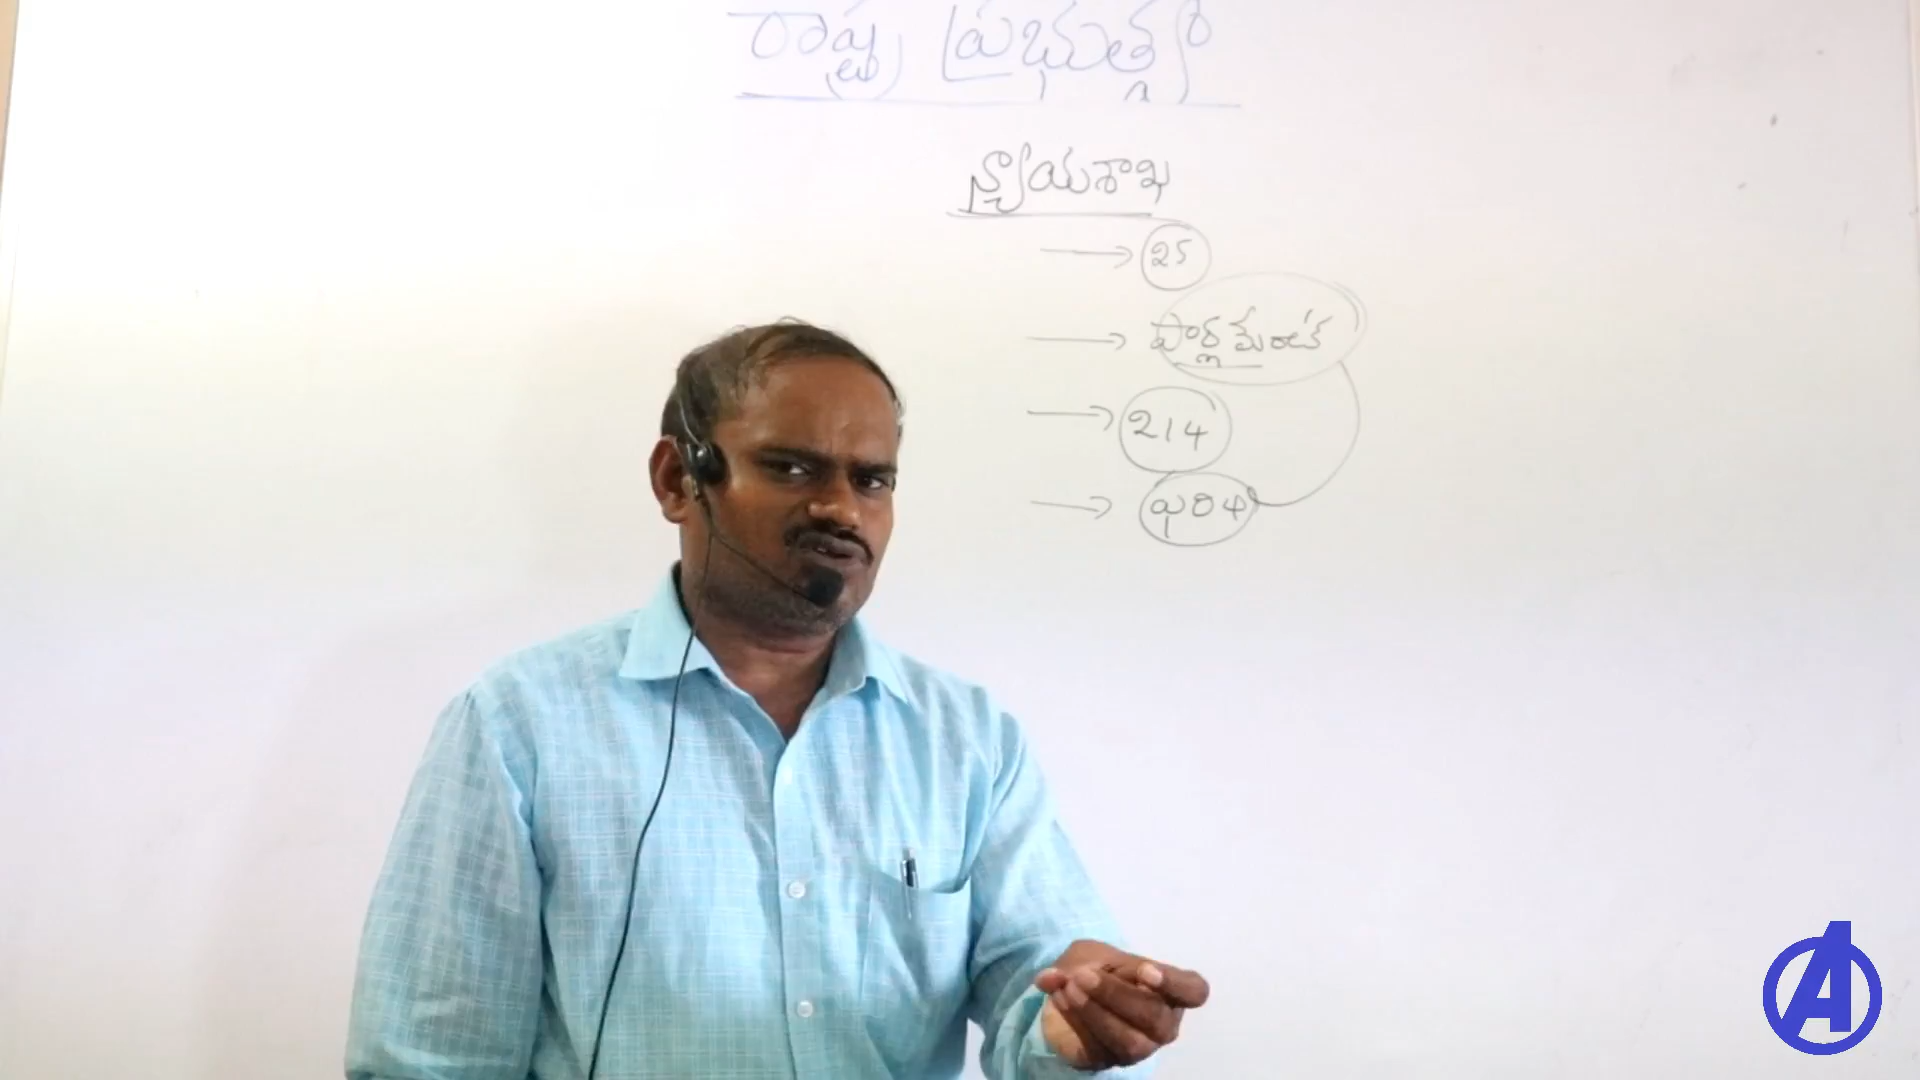 రాష్ట్ర ప్రభుత్వం
న్యాయశాఖ
→ 25
→ పార్లమెంట్
→ 214
→